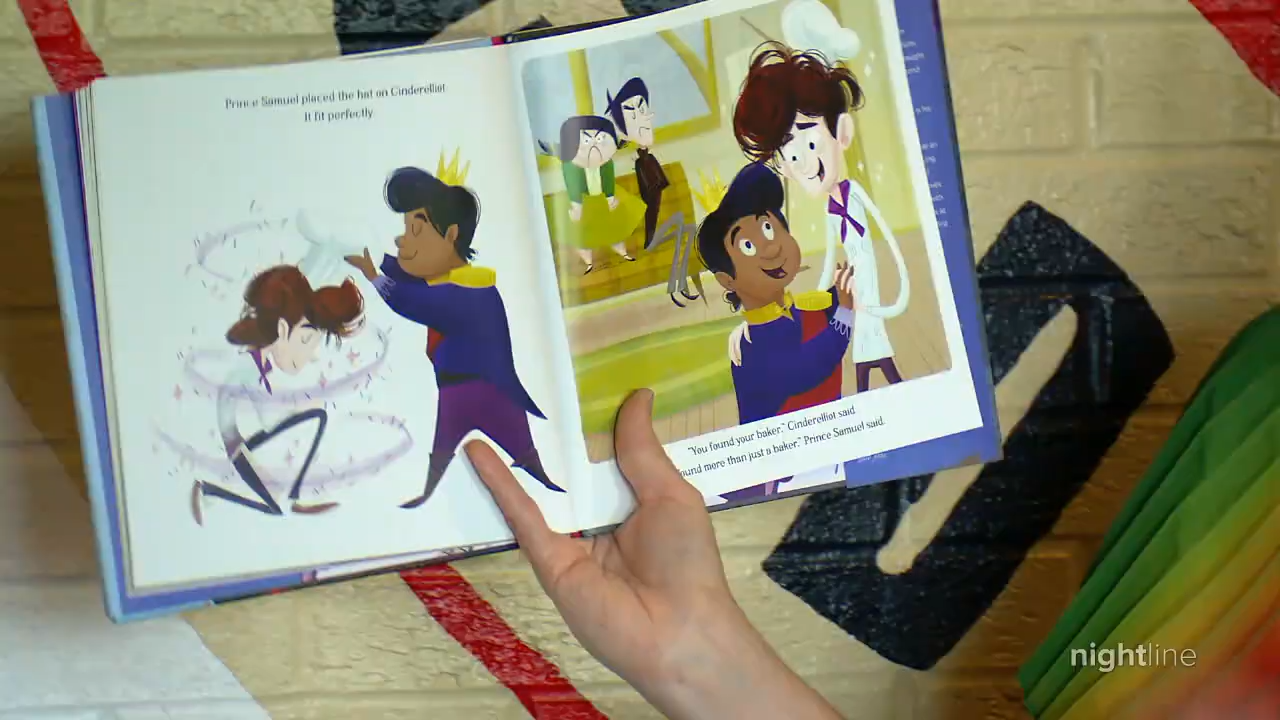 Prince Samuel placed the hat on Cinderelliot
It fit perfectly
"You found your baker," Cinderelliot said.
found more than just a baker." Prince Samuel said.
nightline